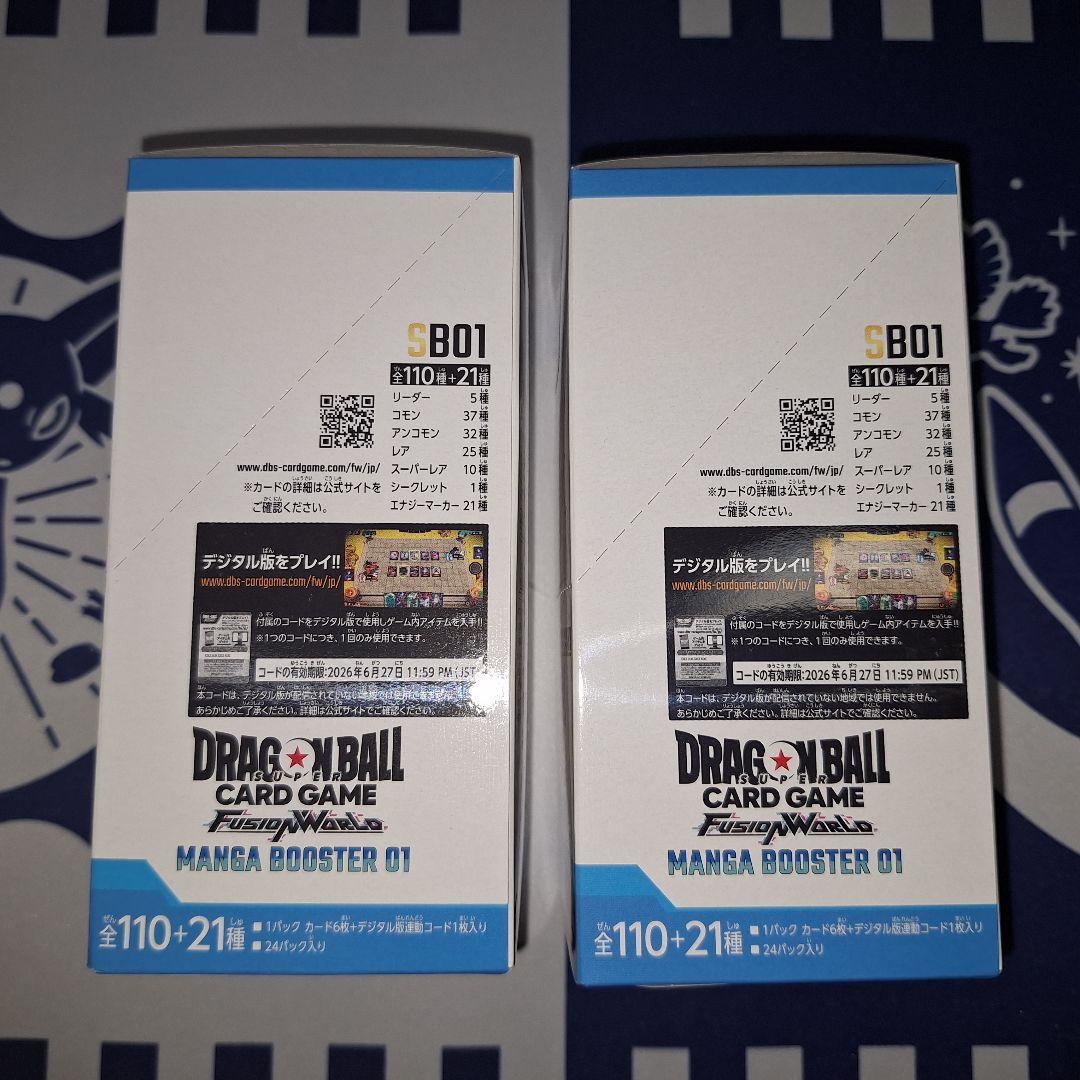 SB01
全110種+21種
リーダー 5種
コモン 37種
アンコモン 32種
レア 25種
スーパーレア 10種
シークレット 1種
エナジーマーカー 21種
www.dbs-cardgame.com/fw/jp/
※カードの詳細は公式サイトを
ご確認ください。
デジタル版をプレイ!!
www.dbs-cardgame.com/fw/jp/
付属のコードをデジタル版で使用しゲーム内アイテムを入手!!
※1つのコードにつき、1回のみ使用できます。
コードの有効期限:2026年6月27日 11:59 PM (JST)
本コードは、デジタル版が配信されていない地域では使用できません。
あらかじめご了承ください。詳細は公式サイトでご確認ください。
DRAGON BALL
SUPER
CARD GAME
FUSION WORLD
MANGA BOOSTER 01
全110+21種
■ 1パック カード6枚+デジタル版連動コード1枚入り
■ 24パック入り
SB01
全110種+21種
リーダー 5種
コモン 37種
アンコモン 32種
レア 25種
スーパーレア 10種
シークレット 1種
エナジーマーカー 21種
www.dbs-cardgame.com/fw/jp/
※カードの詳細は公式サイトを
ご確認ください。
デジタル版をプレイ!!
www.dbs-cardgame.com/fw/jp/
付属のコードをデジタル版で使用しゲーム内アイテムを入手!!
※1つのコードにつき、1回のみ使用できます。
コードの有効期限:2026年6月27日 11:59 PM (JST)
本コードは、デジタル版が配信されていない地域では使用できません。
あらかじめご了承ください。詳細は公式サイトでご確認ください。
DRAGON BALL
SUPER
CARD GAME
FUSION WORLD
MANGA BOOSTER 01
全110+21種
■ 1パック カード6枚+デジタル版連動コード1枚入り
■ 24パック入り